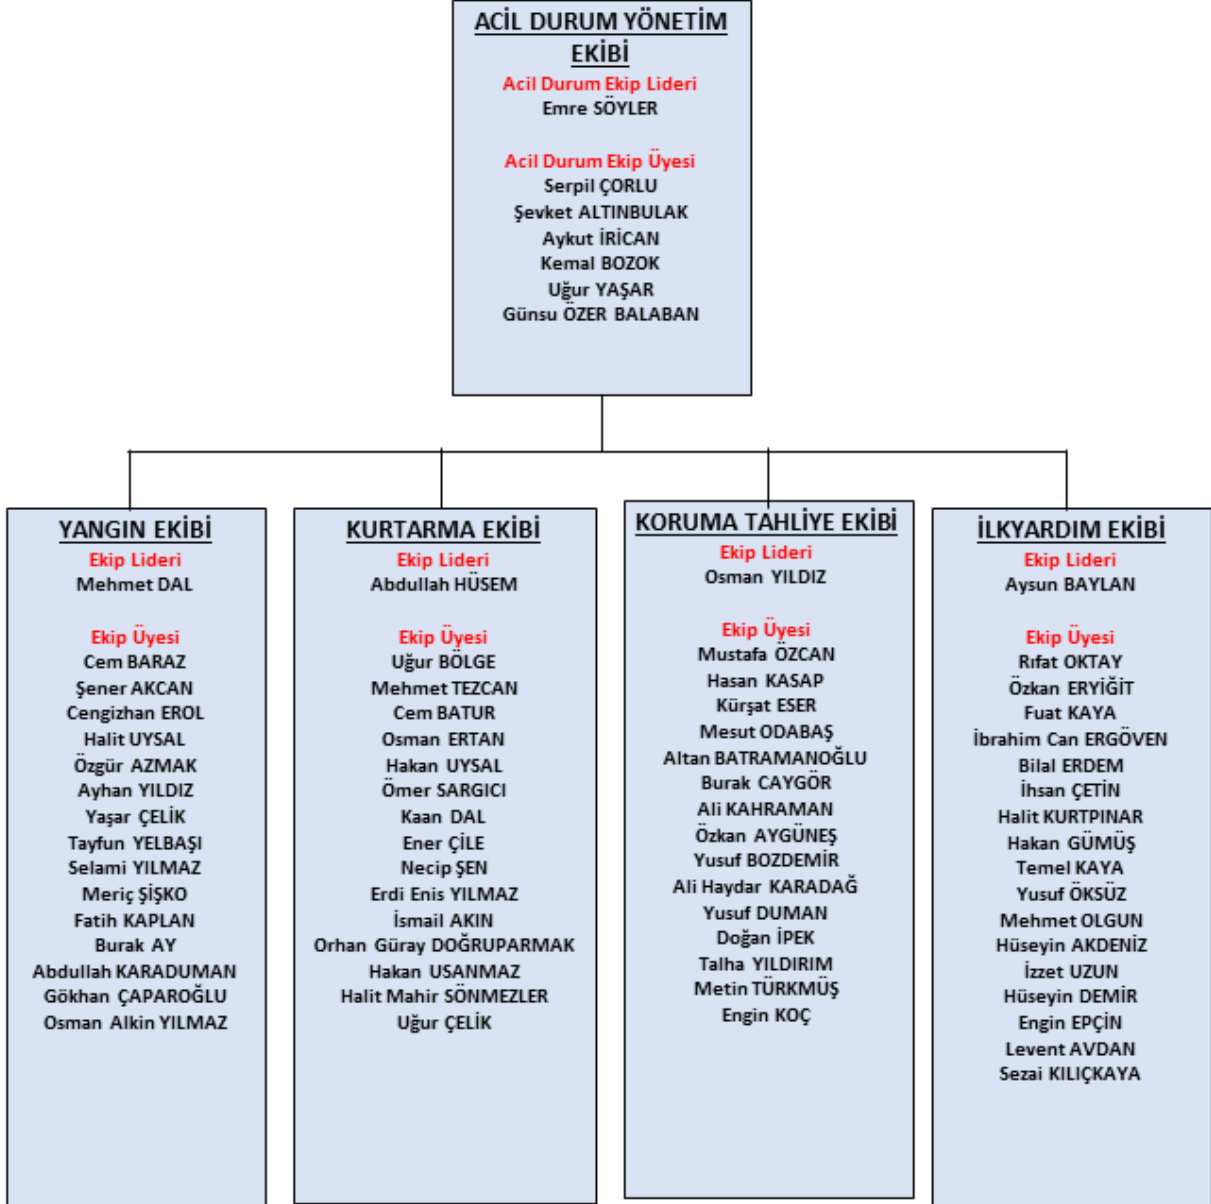 ACİL DURUM YÖNETİM
EKİBİ
Acil Durum Ekip Lideri
Emre SÖYLER
Acil Durum Ekip Üyesi
Serpil ÇORLU
Şevket ALTINBULAK
Aykut İRİCAN
Kemal BOZOK
Uğur YAŞAR
Günsu ÖZER BALABAN
YANGIN EKİBİ
Ekip Lideri
Mehmet DAL
Ekip Üyesi
Cem BARAZ
Şener AKCAN
Cengizhan EROL
Halit UYSAL
Özgür AZMAK
Ayhan YILDIZ
Yaşar ÇELİK
Tayfun YELBAŞI
Selami YILMAZ
Meriç ŞİŞKO
Fatih KAPLAN
Burak AY
Abdullah KARADUMAN
Gökhan ÇAPAROĞLU
Osman Alkin YILMAZ
KURTARMA EKİBİ
Ekip Lideri
Abdullah HÜSEM
Ekip Üyesi
Uğur BÖLGE
Mehmet TEZCAN
Cem BATUR
Osman ERTAN
Hakan UYSAL
Ömer SARGICI
Kaan DAL
Ener ÇİLE
Necip ŞEN
Erdi Enis YILMAZ
İsmail AKIN
Orhan Güray DOĞRUPARMAK
Hakan USANMAZ
Halit Mahir SÖNMEZLER
Uğur ÇELİK
KORUMA TAHLİYE EKİBİ
Ekip Lideri
Osman YILDIZ
Ekip Üyesi
Mustafa ÖZCAN
Hasan KASAP
Kürşat ESER
Mesut ODABAŞ
Altan BATRAMANOĞLU
Burak CAYGÖR
Ali KAHRAMAN
Özkan AYGÜNEŞ
Yusuf BOZDEMİR
Ali Haydar KARADAĞ
Yusuf DUMAN
Doğan İPEK
Talha YILDIRIM
Metin TÜRKMÜŞ
Engin KOÇ
İLKYARDIM EKİBİ
Ekip Lideri
Aysun BAYLAN
Ekip Üyesi
Rıfat OKTAY
Özkan ERYİĞİT
Fuat KAYA
İbrahim Can ERGÖVEN
Bilal ERDEM
İhsan ÇETİN
Halit KURTPINAR
Hakan GÜMÜŞ
Temel KAYA
Yusuf ÖKSÜZ
Mehmet OLGUN
Hüseyin AKDENİZ
İzzet UZUN
Hüseyin DEMİR
Engin EPÇİN
Levent AVDAN
Sezai KILIÇKAYA